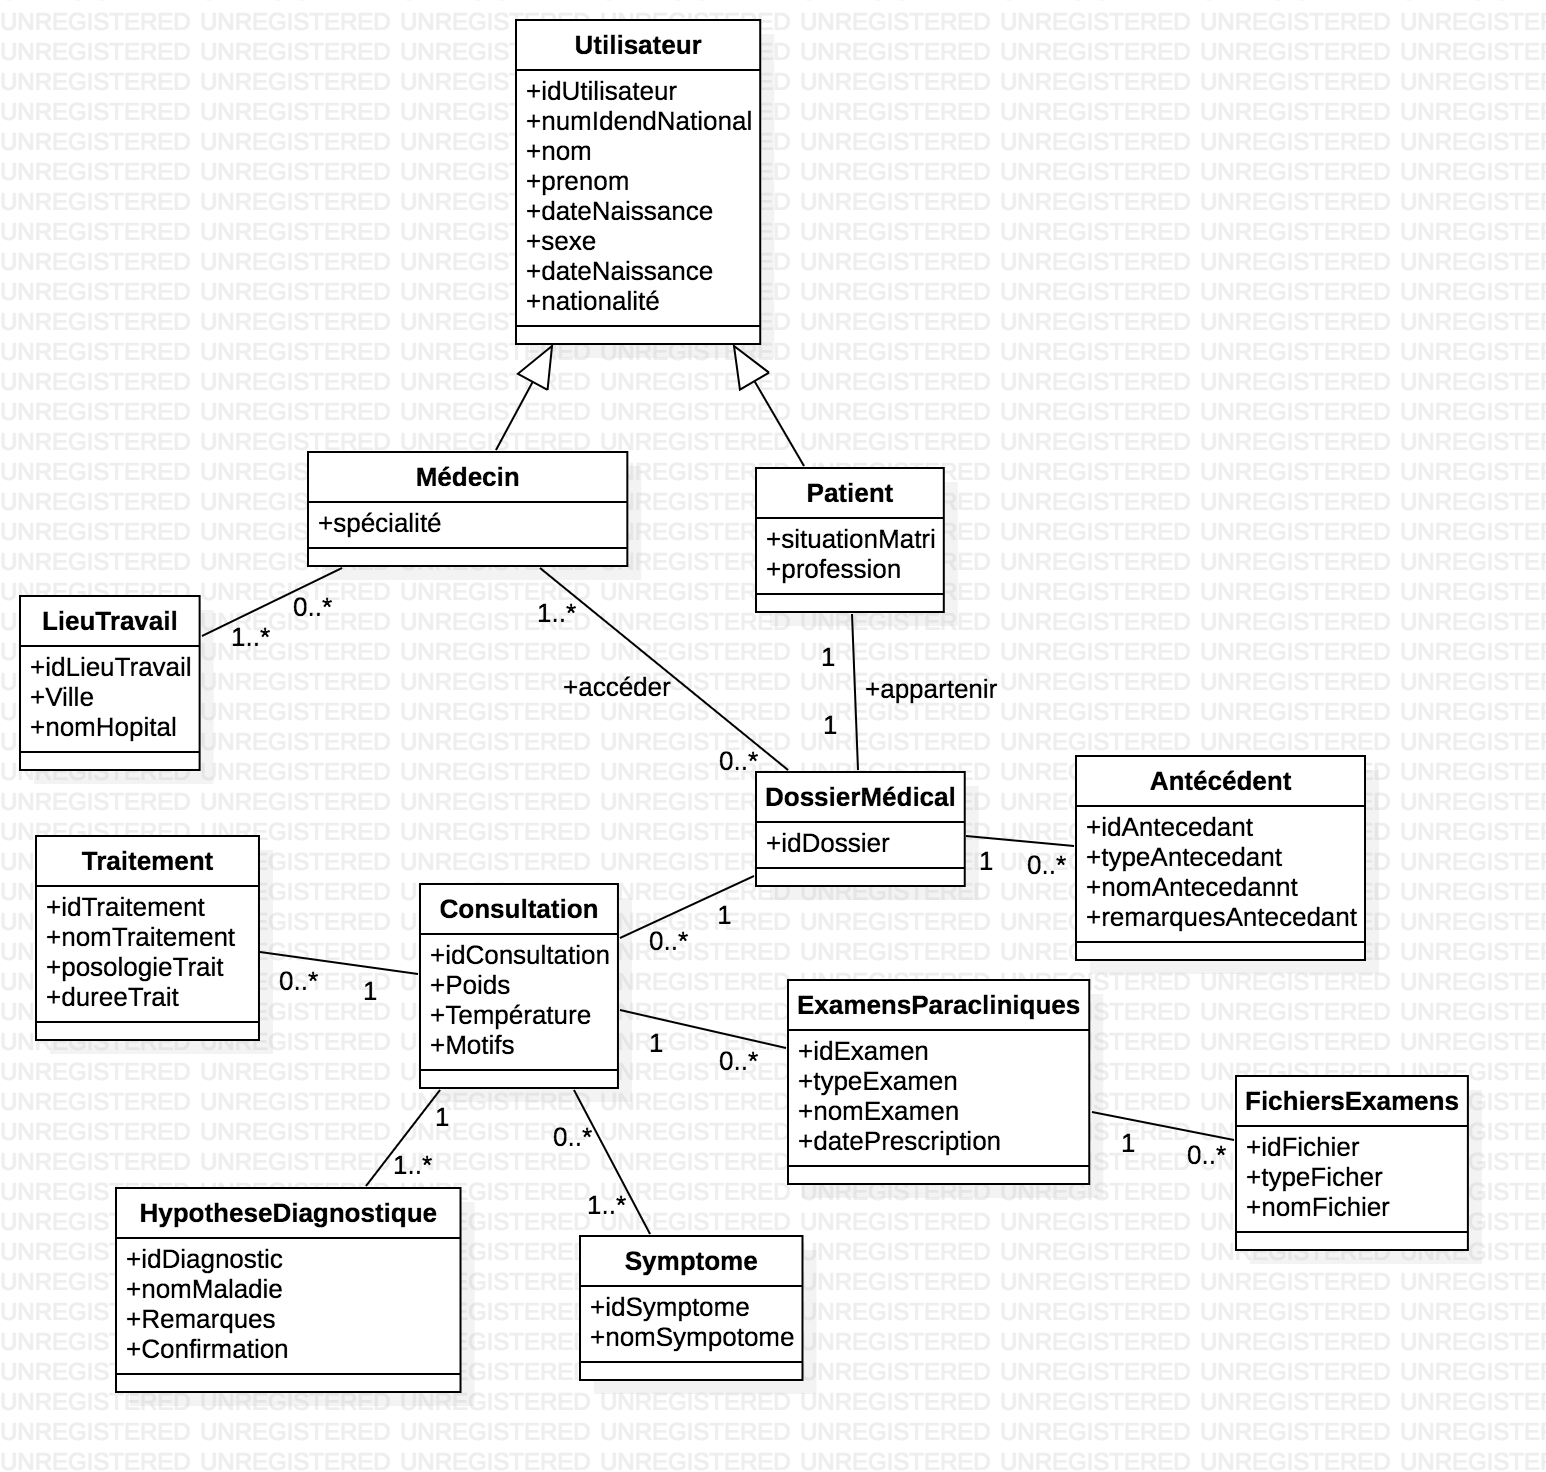 Utilisateur
+idUtilisateur
+numIdendNational
+nom
+prenom
+dateNaissance
+sexe
+dateNaissance
+nationalité
Médecin
+spécialité
Patient
+situationMatri
+profession
0..*
1..*
LieuTravail
+idLieuTravail
+Ville
+nomHopital
1..*
+accéder
0..*
1
+appartenir
1
DossierMédical
+idDossier
1
0..*
Antécédent
+idAntecedant
+typeAntecedant
+nomAntecedannt
+remarquesAntecedant
Traitement
+idTraitement
+nomTraitement
+posologieTrait
+dureeTrait
0..*
1
Consultation
+idConsultation
+Poids
+Température
+Motifs
1
0..*
1
0..*
ExamensParacliniques
+idExamen
+typeExamen
+nomExamen
+datePrescription
1
0..*
FichiersExamens
+idFichier
+typeFicher
+nomFichier
1
1..*
0..*
1..*
HypotheseDiagnostique
+idDiagnostic
+nomMaladie
+Remarques
+Confirmation
Symptome
+idSymptome
+nomSympotome
UNREGISTERED